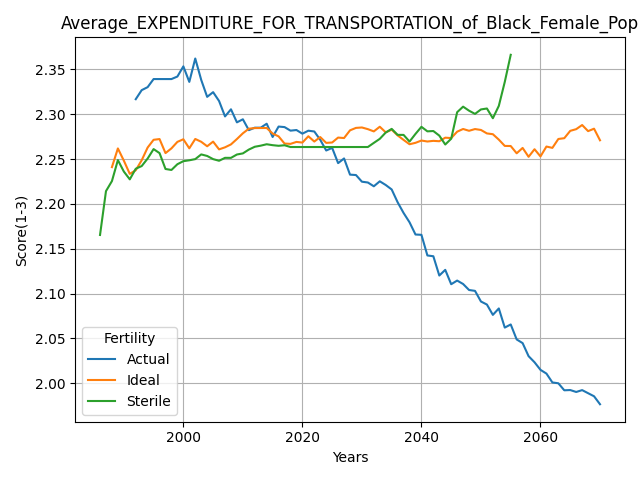 Average_EXPENDITURE_FOR_TRANSPORTATION_of_Black_Female_Pop
Score(1-3)
2.35
2.30
2.25
2.20
2.15
2.10
2.05
2.00
Fertility
Actual
Ideal
Sterile
2000
2020
2040
2060
Years